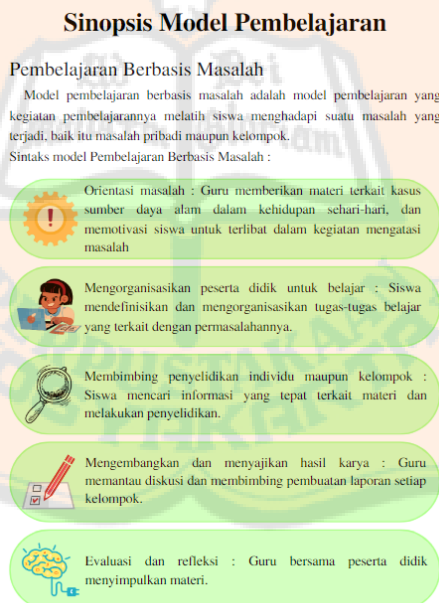 Sinopsis Model Pembelajaran
Pembelajaran Berbasis Masalah
Model pembelajaran berbasis masalah adalah model pembelajaran yang
kegiatan pembelajarannya melatih siswa menghadapi suatu masalah yang
terjadi, baik itu masalah pribadi maupun kelompok.
Sintaks model Pembelajaran Berbasis Masalah :
Orientasi masalah : Guru memberikan materi terkait kasus
sumber daya alam dalam kehidupan sehari-hari, dan
memotivasi siswa untuk terlibat dalam kegiatan mengatasi
masalah
Mengorganisasikan peserta didik untuk belajar : Siswa
mendefinisikan dan mengorganisasikan tugas-tugas belajar
yang terkait dengan permasalahannya.
Membimbing penyelidikan individu maupun kelompok :
Siswa mencari informasi yang tepat terkait materi dan
melakukan penyelidikan.
Mengembangkan dan menyajikan hasil karya : Guru
memantau diskusi dan membimbing pembuatan laporan setiap
kelompok.
Evaluasi dan refleksi : Guru bersama peserta didik
menyimpulkan materi.